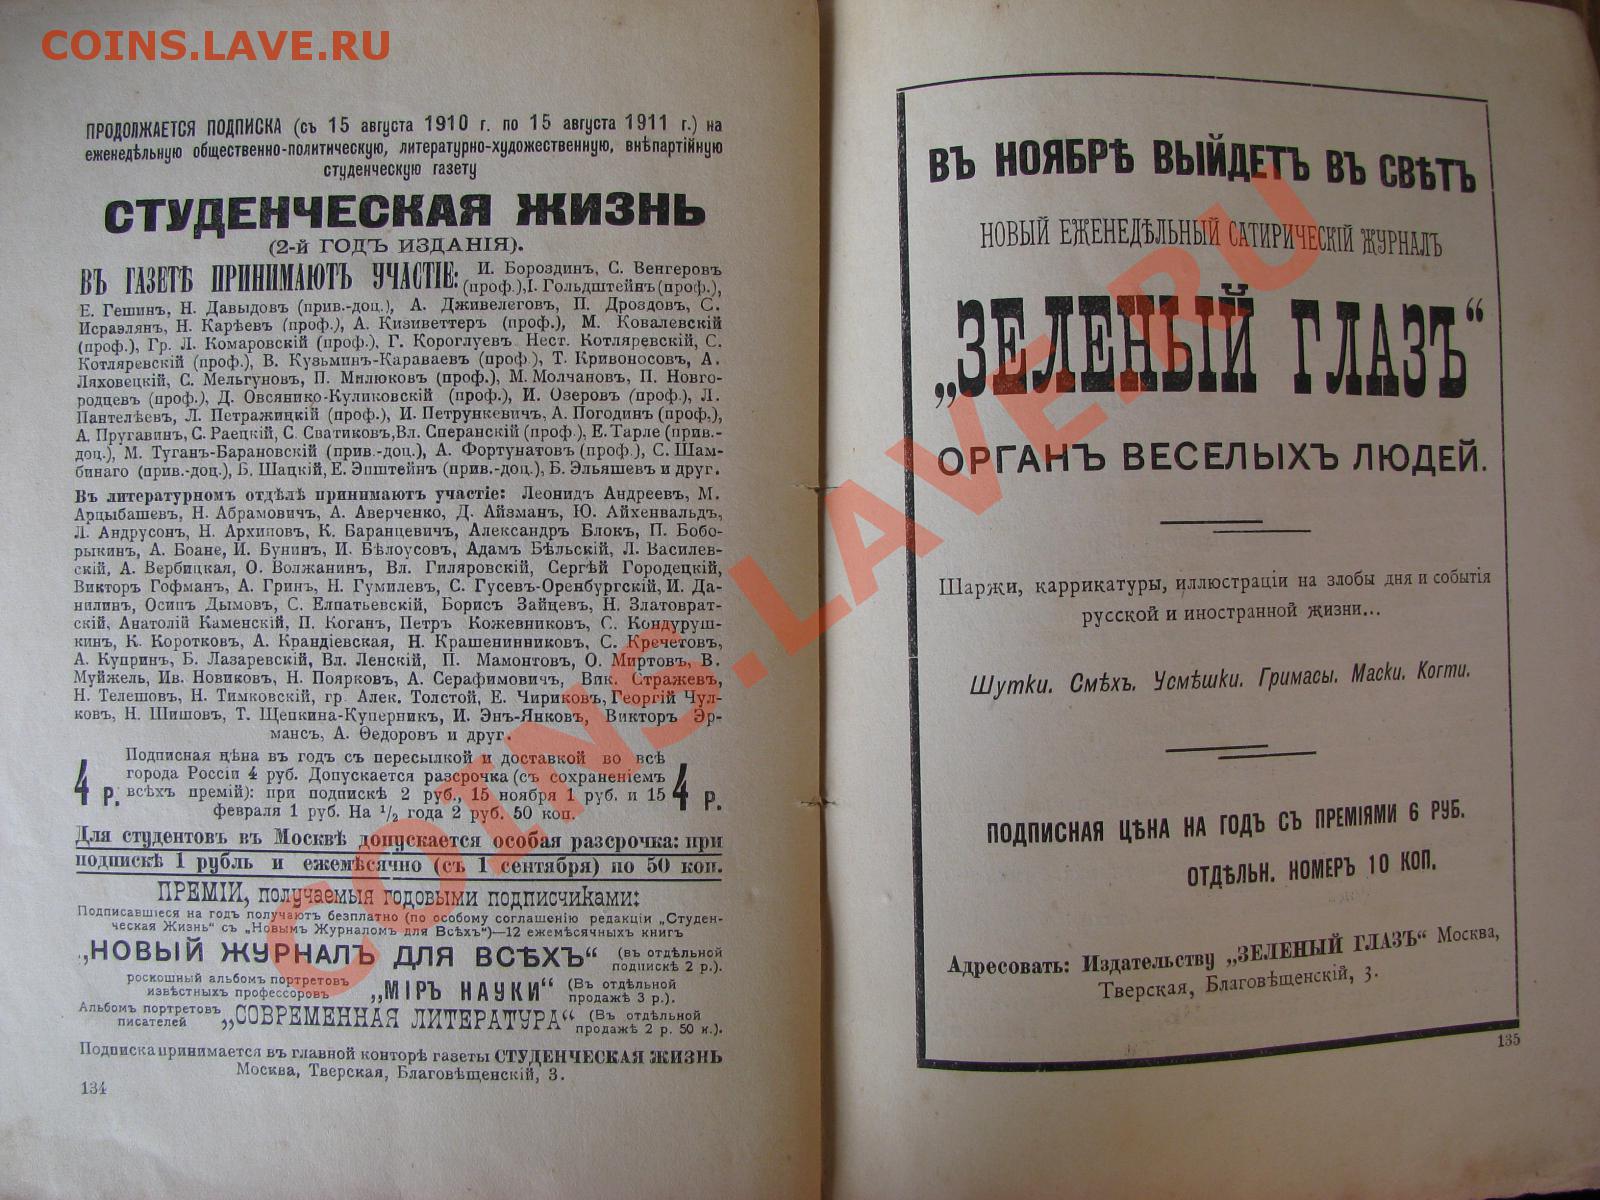 COINS.LAVE.RU
ПРОДОЛЖАЕТСЯ ПОДПИСКА (съ 15 августа 1910 г. по 15 августа 1911 г.) на
еженедѣльную общественно-политическую, литературно-художественную, внѣпартійную
студенческую газету
СТУДЕНЧЕСКАЯ ЖИЗНЬ
(2-й ГОДЪ ИЗДАНІЯ).
ВЪ ГАЗЕТѢ ПРИНИМАЮТЪ УЧАСТІЕ: И. Бороздинъ, С. Венгеровъ
(проф.), І. Гольдштейнъ (проф.),
Е. Гешинъ, Н. Давыдовъ (прив.-доц.), А. Дживелеговъ, П. Дроздовъ, С.
Исраэлянъ, Н. Карѣевъ (проф.), А. Кизиветтеръ (проф.), М. Ковалевскій
(проф.), Гр. Л. Комаровскій (проф.), Г. Короглуевъ Нест. Котляревскій, С.
Котляревскій (проф.), В. Кузьминъ-Караваевъ (проф.), Т. Кривоносовъ, А.
Ляховецкій, С. Мельгуновъ, П. Милюковъ (проф.), М. Молчановъ, П. Новго-
родцевъ (проф.), Д. Овсянико-Куликовскій (проф.), И. Озеровъ (проф.), Л.
Пантелѣевъ, Л. Петражицкій (проф.), И. Петрункевичъ, А. Погодинъ (проф.),
А. Пругавинъ, С. Раецкій, С. Сватиковъ, Вл. Сперанскій (проф.), Е. Тарле (прив.-
доц.), М. Туганъ-Барановскій (прив.-доц.), А. Фортунатовъ (проф.), С. Шам-
бинаго (прив.-доц.), Б. Шацкій, Е. Эпштейнъ (прив.-доц.), Б. Эльяшевъ и друг.
Въ литературномъ отдѣлѣ принимаютъ участіе: Леонидъ Андреевъ, М.
Арцыбашевъ, Н. Абрамовичъ, А. Аверченко, Д. Айзманъ, Ю. Айхенвальдъ,
Л. Андрусонъ, Н. Архиповъ, К. Баранцевичъ, Александръ Блокъ, П. Бобо-
рыкинъ, А. Боане, И. Бунинъ, И. Бѣлоусовъ, Адамъ Бѣльскій, Л. Василев-
скій, А. Вербицкая, О. Волжанинъ, Вл. Гиляровскій, Сергѣй Городецкій,
Викторъ Гофманъ, А. Гринъ, Н. Гумилевъ, С. Гусевъ-Оренбургскій, И. Да-
нилинъ, Осипъ Дымовъ, С. Елпатьевскій, Борисъ Зайцевъ, Н. Златоврат-
скій, Анатолій Каменскій, П. Коганъ, Петръ Кожевниковъ, С. Кондуруш-
кинъ, К. Коротковъ, А. Крандіевская, Н. Крашенинниковъ, С. Кречетовъ,
А. Купринъ, Б. Лазаревскій, Вл. Ленскій, П. Мамонтовъ, О. Миртовъ, В.
Муйжель, Ив. Новиковъ, Н. Поярковъ, А. Серафимовичъ, Впк. Стражевъ,
Н. Телешовъ, Н. Тимковскій, гр. Алек. Толстой, Е. Чириковъ, Георгій Чул-
ковъ, Н. Шишовъ, Т. Щепкина-Куперникъ, И. Энъ-Янковъ, Викторъ Эр-
мансъ, А. Ѳедоровъ и друг.
Подписная цѣна въ годъ съ пересылкой и доставкой во всѣ
города Россіи 4 руб. Допускается разсрочка (съ сохраненіемъ
4 р. всѣхъ премій): при подпискѣ 2 руб., 15 ноября 1 руб. и 15 4 р.
февраля 1 руб. На 1/2 года 2 руб. 50 коп.
Для студентовъ въ Москвѣ допускается особая разсрочка: при
подпискѣ 1 рубль и ежемѣсячно (съ 1 сентября) по 50 коп.
ПРЕМІИ, получаемыя годовыми подписчиками:
Подписавшіеся на годъ получаютъ безплатно (по особому соглашенію редакціи „Студен-
ческая Жизнь“ съ „Новымъ Журналомъ для Всѣхъ“)—12 ежемѣсячныхъ книгъ
„НОВЫЙ ЖУРНАЛЪ ДЛЯ ВСѢХЪ“ (въ отдѣльной
подпискѣ 2 р.).
роскошный альбомъ портретовъ
извѣстныхъ профессоровъ „МІРЪ НАУКИ“ (Въ отдѣльной
продажѣ 3 р.).
Альбомъ портретовъ
писателей „СОВРЕМЕННАЯ ЛИТЕРАТУРА“ (Въ отдѣльной
продажѣ 2 р. 50 к.).
Подписка принимается въ главной конторѣ газеты СТУДЕНЧЕСКАЯ ЖИЗНЬ
Москва, Тверская, Благовѣщенскій, 3.
134
ВЪ НОЯБРѢ ВЫЙДЕТЪ ВЪ СВѢТЪ
НОВЫЙ ЕЖЕНЕДѢЛЬНЫЙ САТИРИЧЕСКІЙ ЖУРНАЛЪ
„ЗЕЛЕНЫЙ ГЛАЗЪ“
ОРГАНЪ ВЕСЕЛЫХЪ ЛЮДЕЙ.
Шаржи, каррикатуры, иллюстраціи на злобы дня и событія
русской и иностранной жизни...
Шутки. Смѣхъ. Усмѣшки. Гримасы. Маски. Когти.
ПОДПИСНАЯ ЦѢНА НА ГОДЪ СЪ ПРЕМІЯМИ 6 РУБ.
ОТДѢЛЬН. НОМЕРЪ 10 КОП.
Адресовать: Издательству „ЗЕЛЕНЫЙ ГЛАЗЪ“ Москва,
Тверская, Благовѣщенскій, 3.
135
COINS.LAVE.RU